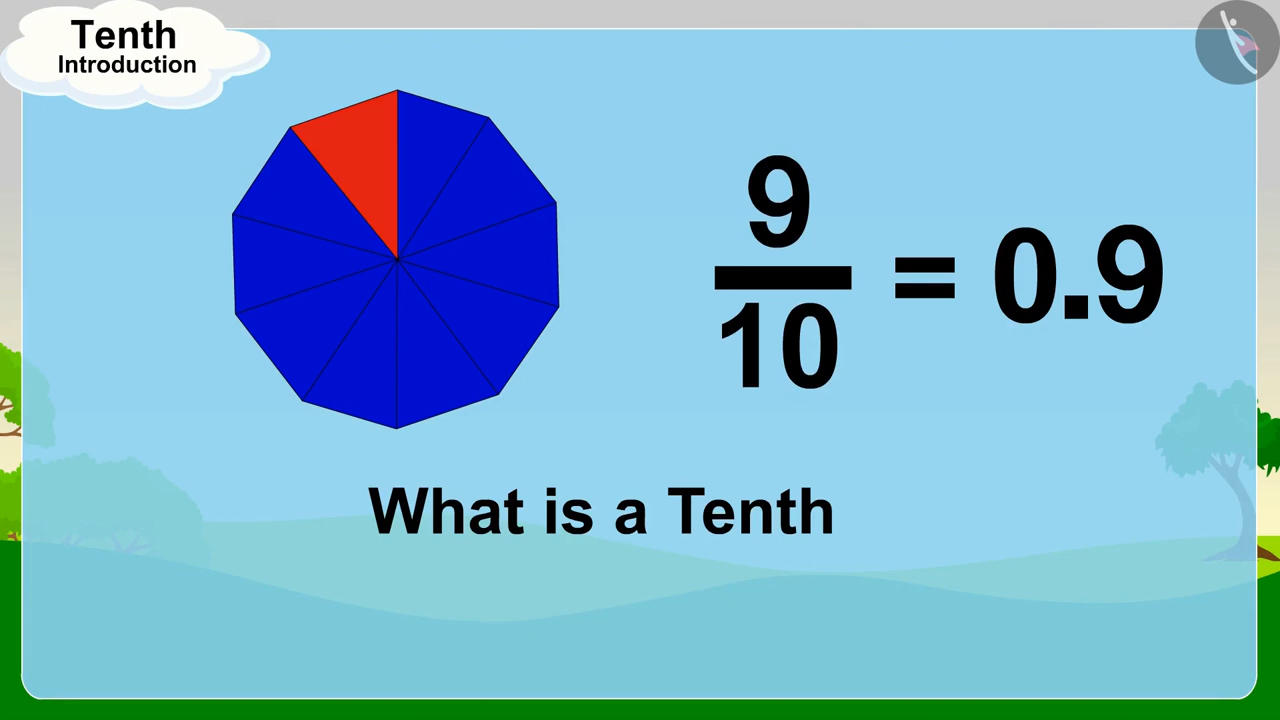 Tenth
Introduction
9
10
= 0.9
What is a Tenth